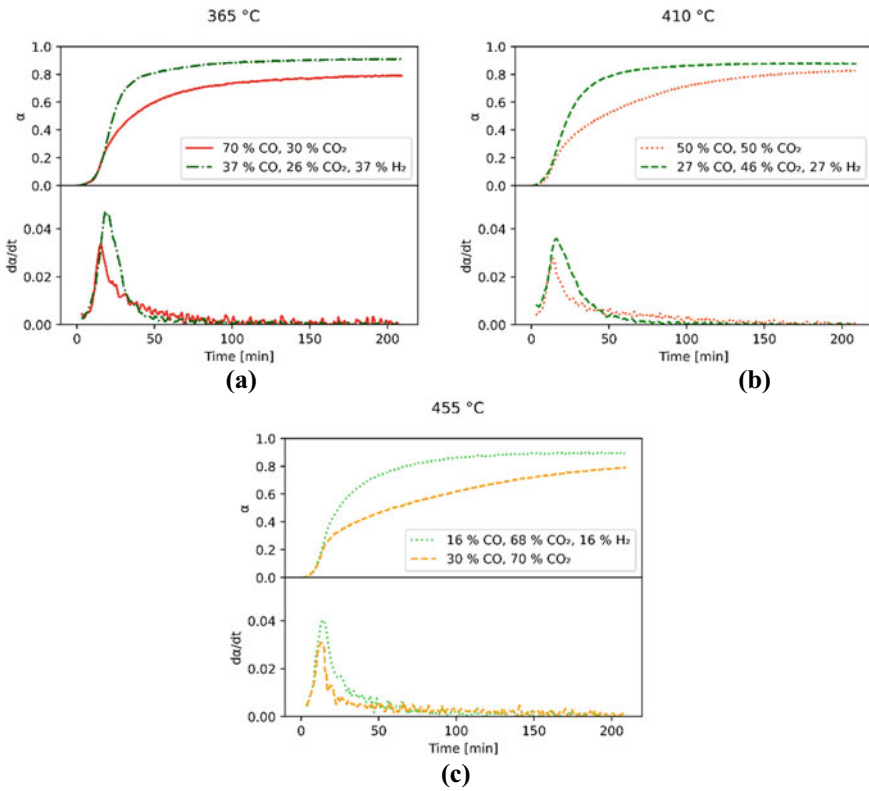 365 °C
1.0
0.8
0.6
α
0.4
0.2
0.0
70 % CO, 30 % CO₂
37 % CO, 26 % CO₂, 37 % H₂
0.04
dα/dt
0.02
0.00
0 50 100 150 200
Time [min]
(a)
410 °C
1.0
0.8
0.6
α
0.4
0.2
0.0
50 % CO, 50 % CO₂
27 % CO, 46 % CO₂, 27 % H₂
0.04
dα/dt
0.02
0.00
0 50 100 150 200
Time [min]
(b)
455 °C
1.0
0.8
0.6
α
0.4
0.2
0.0
16 % CO, 68 % CO₂, 16 % H₂
30 % CO, 70 % CO₂
0.04
dα/dt
0.02
0.00
0 50 100 150 200
Time [min]
(c)